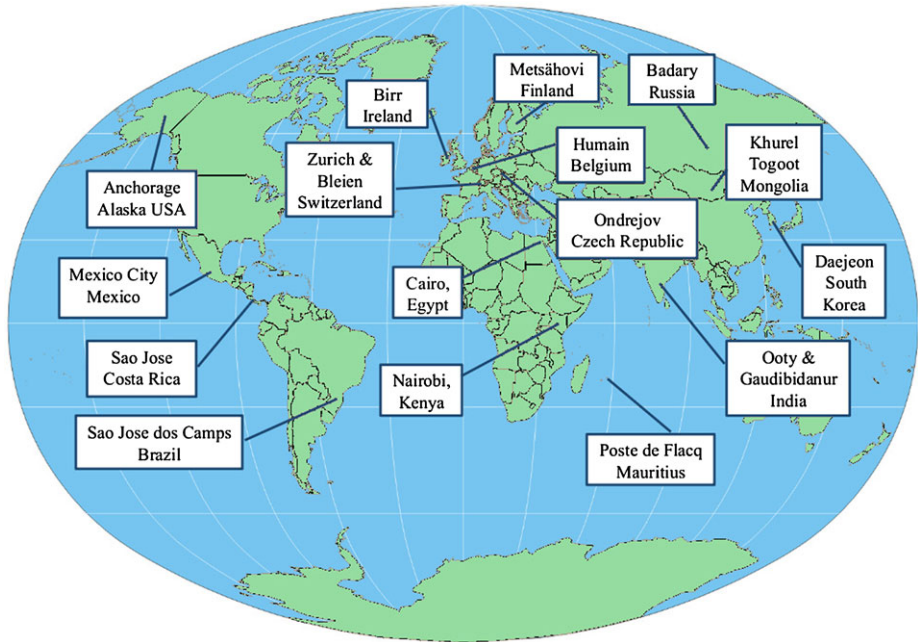 Metsähovi
Finland
Badary
Russia
Birr
Ireland
Humain
Belgium
Khurel
Togoot
Mongolia
Zurich &
Bleien
Switzerland
Anchorage
Alaska USA
Ondrejov
Czech Republic
Mexico City
Mexico
Cairo,
Egypt
Daejeon
South
Korea
Sao Jose
Costa Rica
Nairobi,
Kenya
Ooty &
Gaudibidanur
India
Sao Jose dos Camps
Brazil
Poste de Flacq
Mauritius